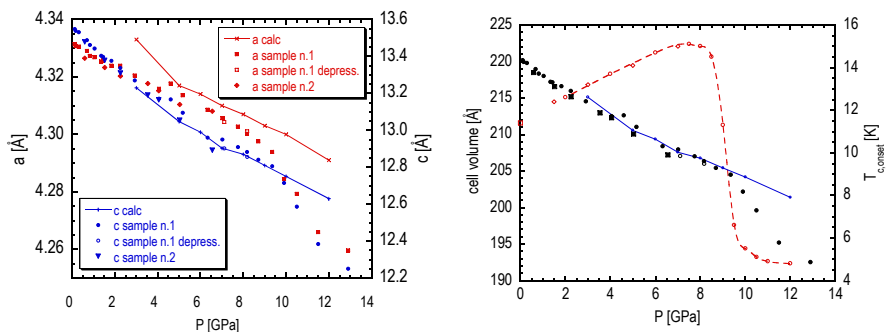 4.34
4.32
4.30
4.28
4.26
a [Å]
13.6
13.4
13.2
13.0
12.8
12.6
12.4
12.2
c [Å]
0 2 4 6 8 10 12 14
P [GPa]
a calc
a sample n.1
a sample n.1 depress.
a sample n.2
c calc
c sample n.1
c sample n.1 depress.
c sample n.2
225
220
215
210
205
200
195
190
cell volume [Å]
16
14
12
10
8
6
4
T c,onset [K]
0 2 4 6 8 10 12 14
P [GPa]